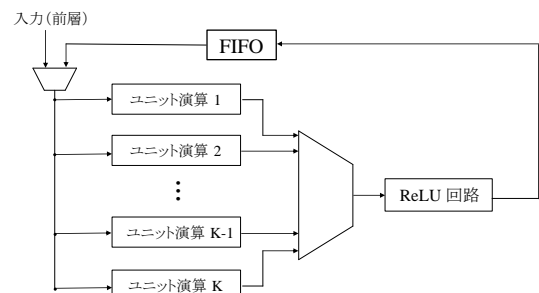 入力(前層)
FIFO
ユニット演算 1
ユニット演算 2
ReLU 回路
ユニット演算 K-1
ユニット演算 K